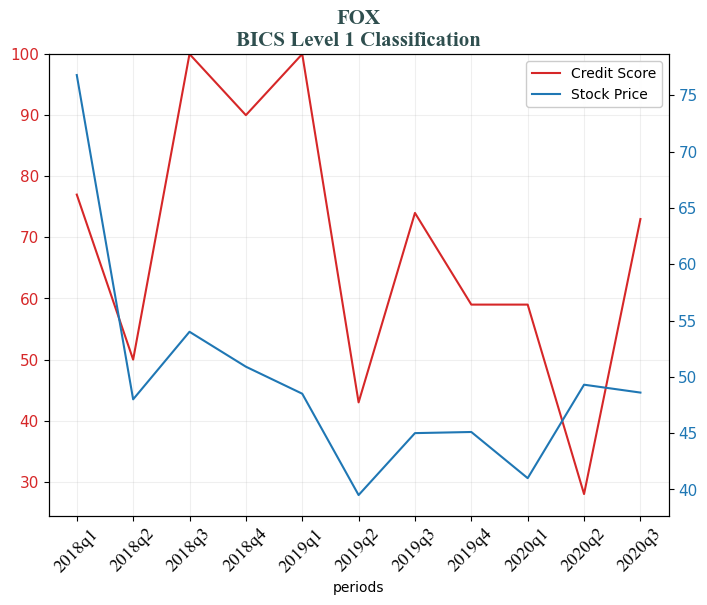 FOX
BICS Level 1 Classification
Credit Score
Stock Price
100
90
80
70
60
50
40
30
75
70
65
60
55
50
45
40
2018q1
2018q2
2018q3
2018q4
2019q1
2019q2
2019q3
2019q4
2020q1
2020q2
2020q3
periods